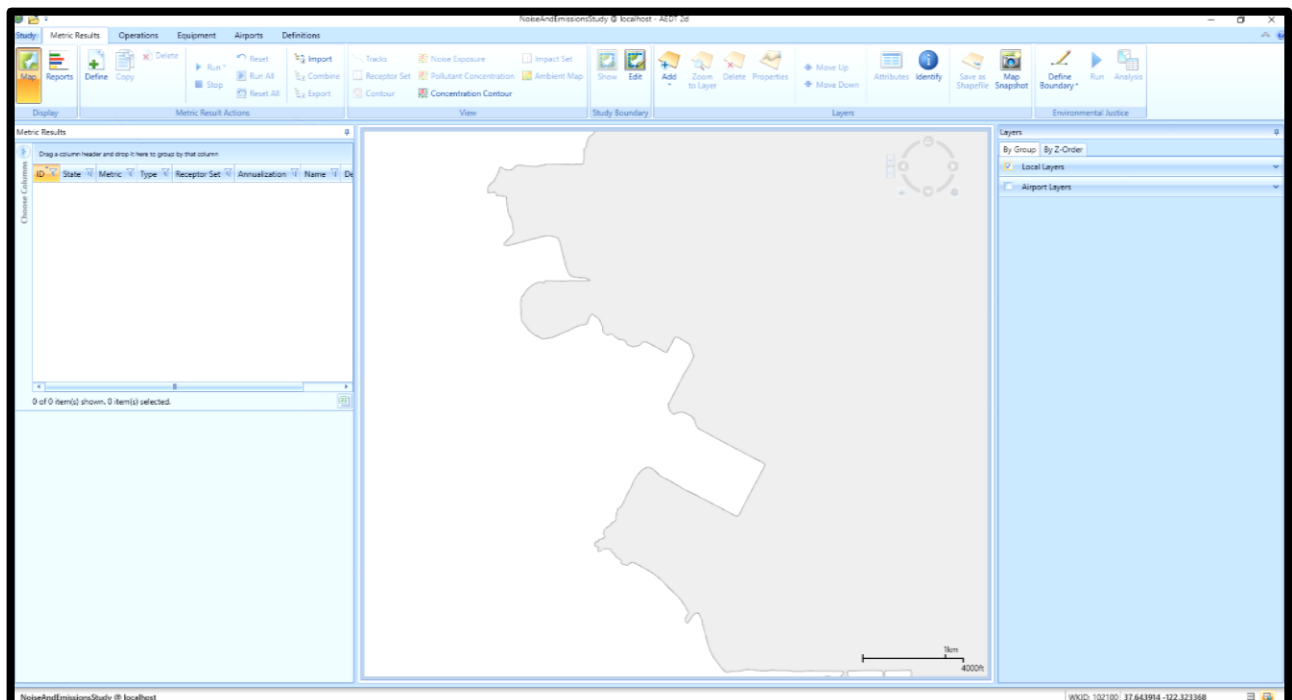 NoiseAndEmissionsStudy @ localhost - AEDT 2d
Study Metric Results Operations Equipment Airports Definitions
Map Reports Define Copy Delete Run Stop Reset Run All Reset All Import Combine Export
Tracks Receptor Set Contour Noise Exposure Pollutant Concentration Concentration Contour Impact Set Ambient Map
Show Edit Add Zoom to Layer Delete Properties Move Up Move Down Attributes Identify Save as Shapefile Map Snapshot
Define Boundary Run Analysis
Display Metric Result Actions View Study Boundary Layers Environmental Justice
Metric Results
Drag a column header and drop it here to group by that column
Choose Columns
ID State Metric Type Receptor Set Annualization Name De
0 of 0 item(s) shown. 0 item(s) selected.
1km
4000ft
Layers
By Group By Z-Order
Local Layers
Airport Layers
NoiseAndEmissionsStudy @ localhost
WKID: 102100 37.643914 -122.323368